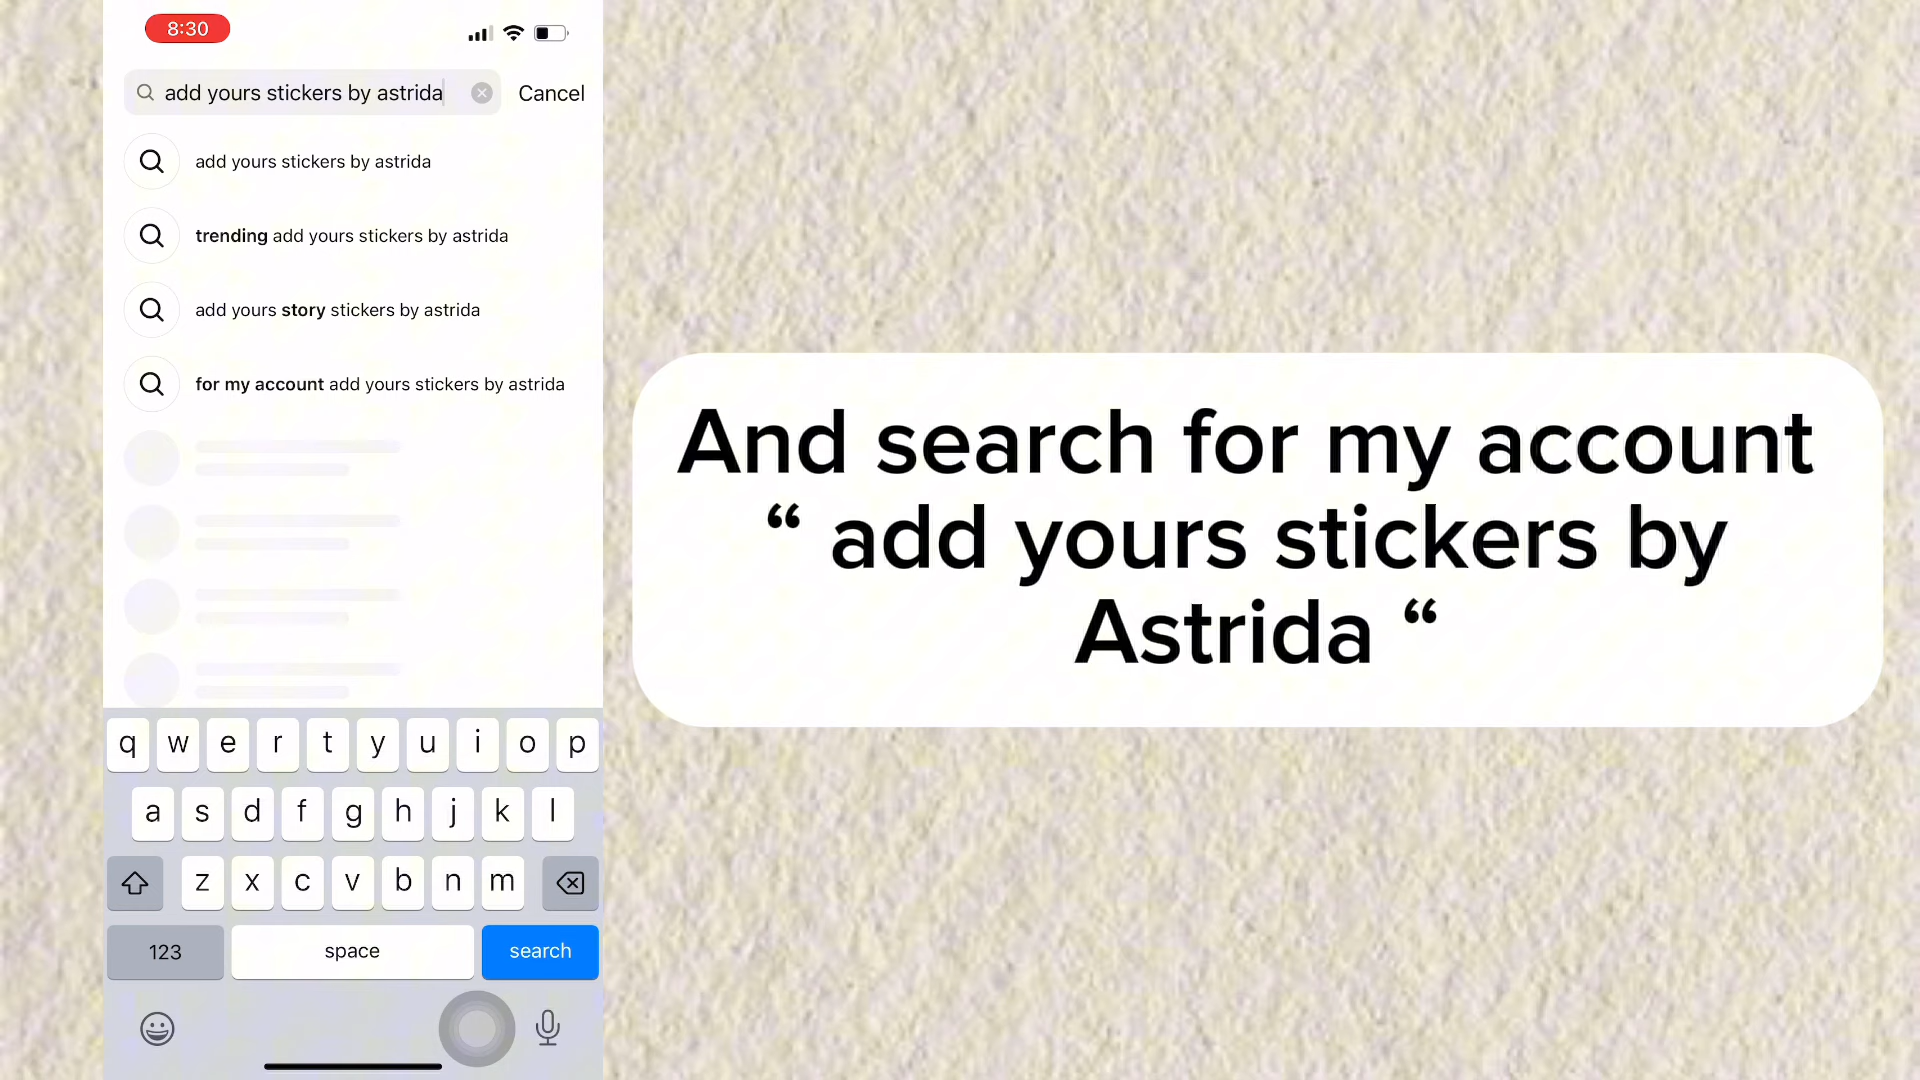 8:30
add yours stickers by astrida
Cancel
add yours stickers by astrida
trending add yours stickers by astrida
add yours story stickers by astrida
for my account add yours stickers by astrida
q w e r t y u i o p
a s d f g h j k l
z x c v b n m
123 space search
And search for my account
“ add yours stickers by
Astrida “